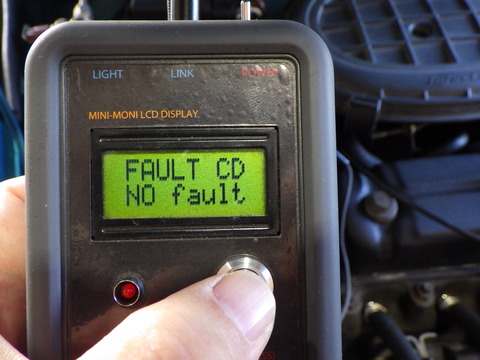 LIGHT LINK POWER
MINI-MONI LCD DISPLAY
FAULT CD
NO fault